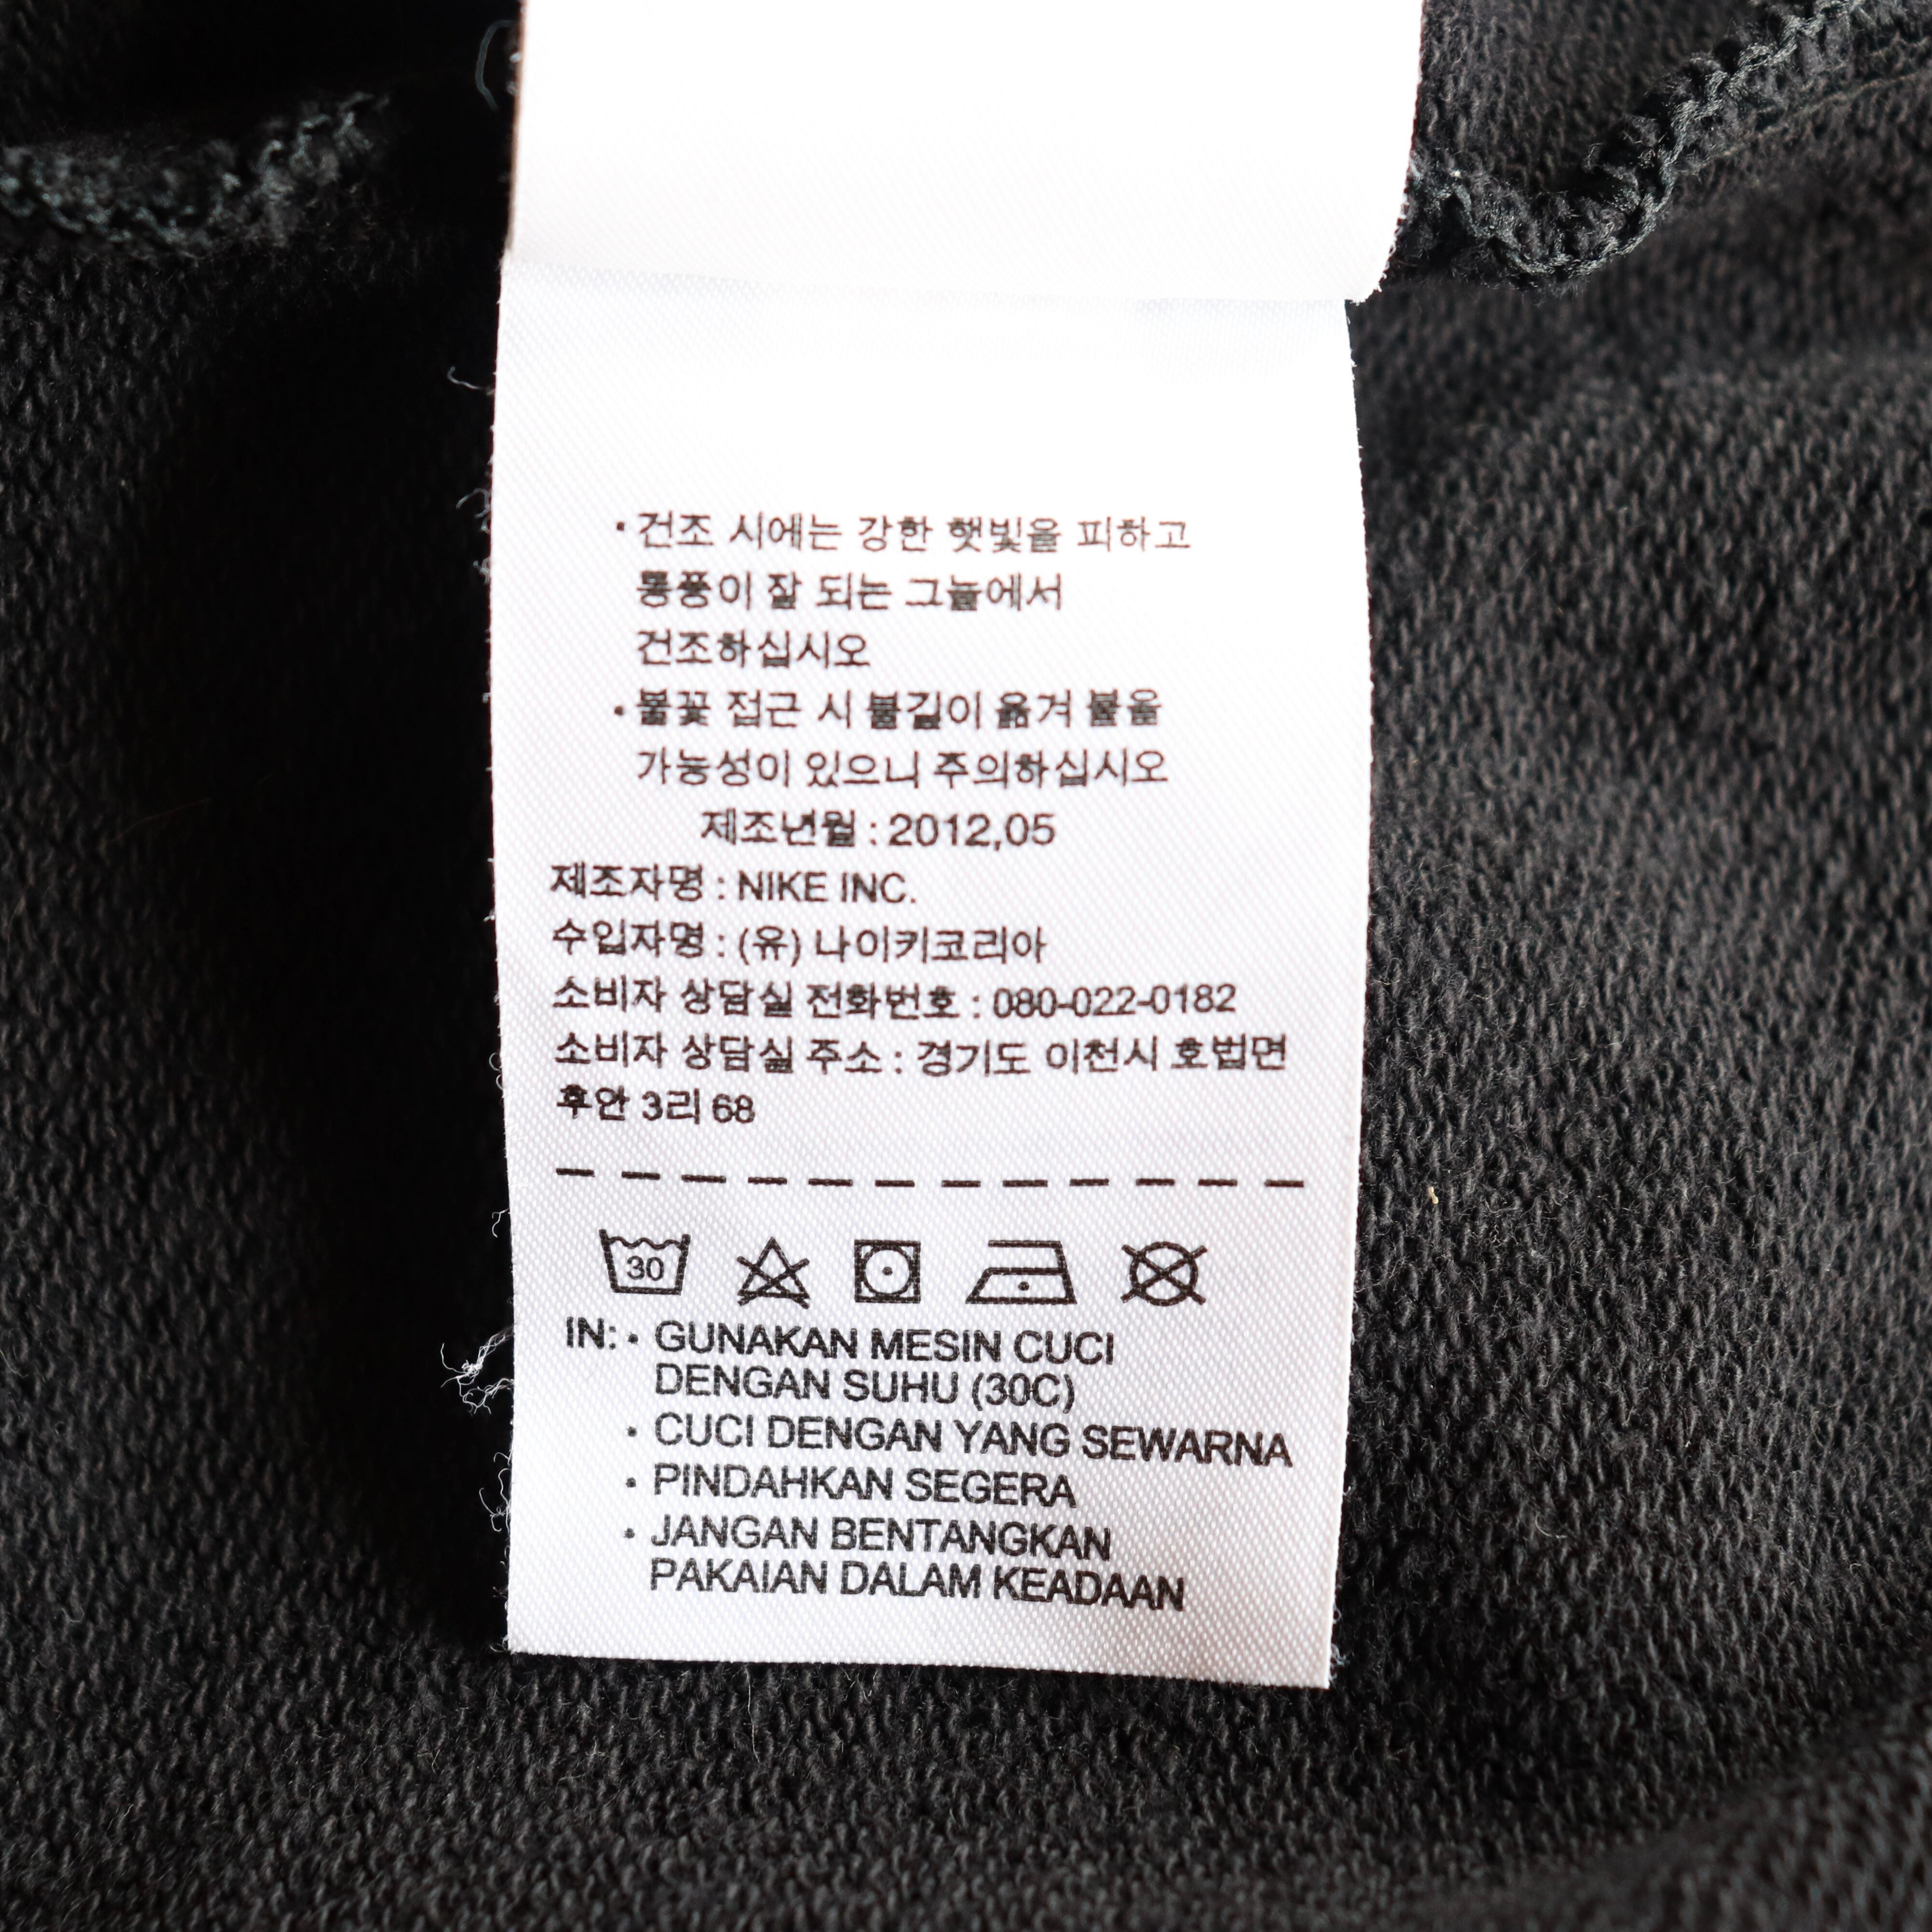 · 건조 시에는 강한 햇빛을 피하고
통풍이 잘 되는 그늘에서
건조하십시오
· 불꽃 접근 시 불길이 옮겨 붙을
가능성이 있으니 주의하십시오
제조년월 : 2012,05
제조자명 : NIKE INC.
수입자명 : (유) 나이키코리아
소비자 상담실 전화번호 : 080-022-0182
소비자 상담실 주소 : 경기도 이천시 호법면
후안 3리 68
30
IN: · GUNAKAN MESIN CUCI
DENGAN SUHU (30C)
· CUCI DENGAN YANG SEWARNA
· PINDAHKAN SEGERA
· JANGAN BENTANGKAN
PAKAIAN DALAM KEADAAN